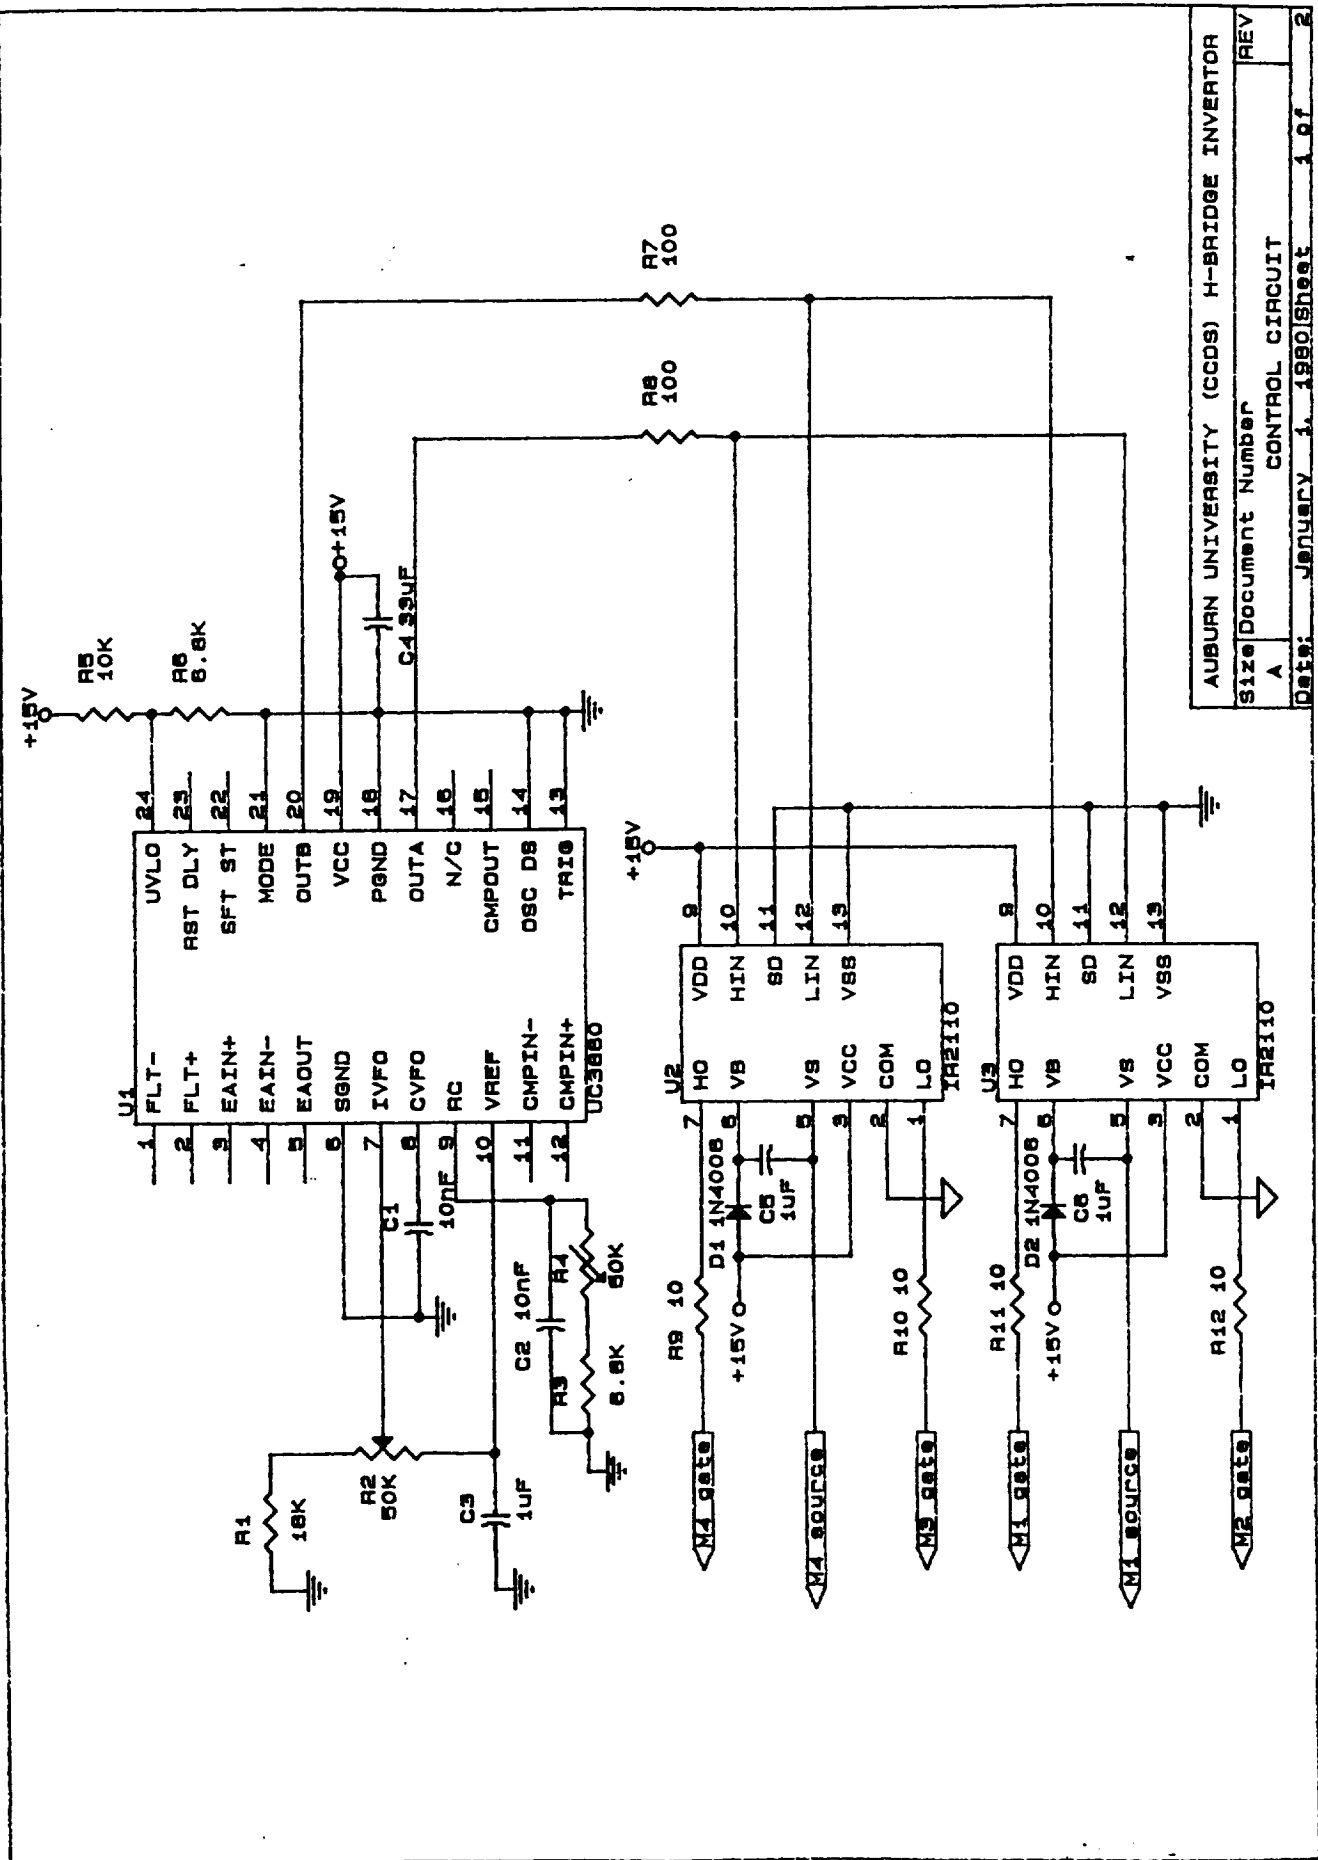 +15V
R5
10K
R6
6.8K
U1
FLT-
FLT+
EAIN+
EAIN-
EAOUT
SGND
IVFO
CVFO
RC
VREF
CMPIN-
CMPIN+
1
2
3
4
5
6
7
8
9
10
11
12
UVLO
RST DLY
SFT ST
MODE
OUTB
VCC
PGND
OUTA
N/C
CMPOUT
OSC DS
TRIG
24
23
22
21
20
19
18
17
16
15
14
13
UC3860
+15V
C4 33uF
R8
100
R7
100
R1
18K
R2
50K
C3
1uF
C1
10nF
C2 10nF
R3
6.8K
R4
50K
+15V
U2
HO
VB
VS
VCC
COM
LO
7
6
5
3
2
1
VDD
HIN
SD
LIN
VSS
9
10
11
12
13
IR2110
R9 10
D1 1N4006
C5
1uF
+15V
R10 10
M4 gate
M4 source
M3 gate
U3
HO
VB
VS
VCC
COM
LO
7
6
5
3
2
1
VDD
HIN
SD
LIN
VSS
9
10
11
12
13
IR2110
R11 10
D2 1N4006
C6
1uF
+15V
R12 10
M1 gate
M1 source
M2 gate
AUBURN UNIVERSITY (CCDS) H-BRIDGE INVERTOR
Size Document Number REV
A CONTROL CIRCUIT
Date: January 1, 1980 Sheet 1 of 2